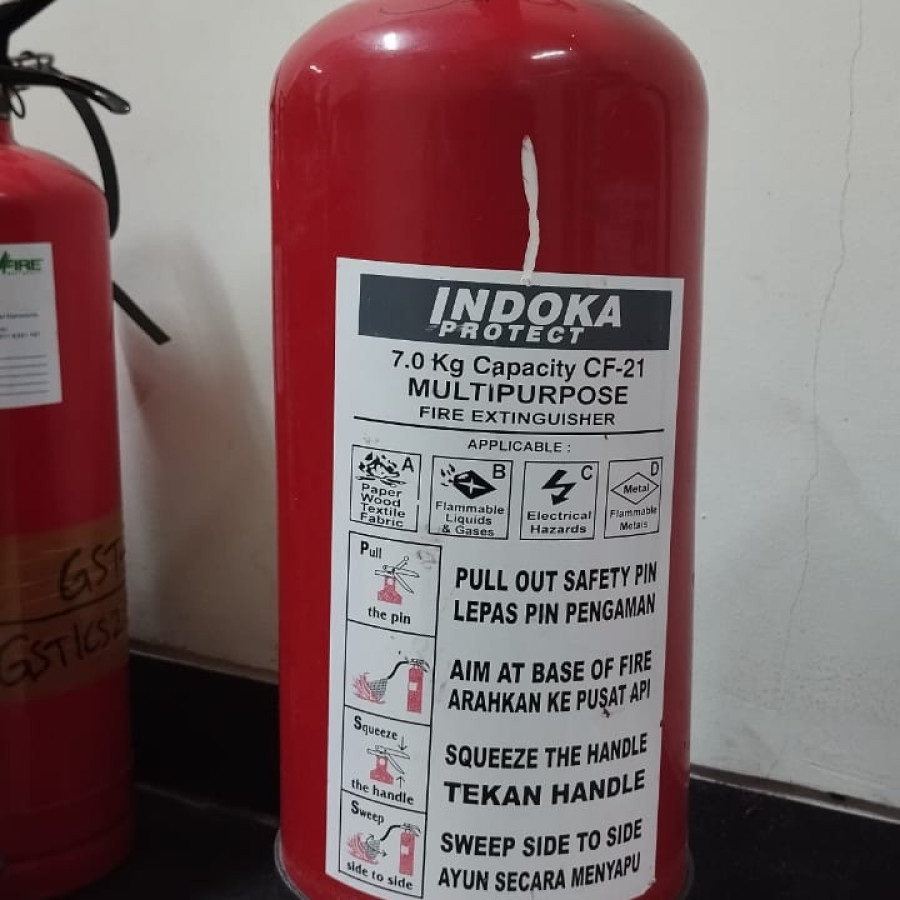 INDOKA
PROTECT
7.0 Kg Capacity CF-21
MULTIPURPOSE
FIRE EXTINGUISHER
APPLICABLE :
A
Paper
Wood
Textile
Fabric
B
Flammable
Liquids
& Gases
C
Electrical
Hazards
D
Metal
Flammable
Metals
Pull
the pin
PULL OUT SAFETY PIN
LEPAS PIN PENGAMAN
AIM AT BASE OF FIRE
ARAHKAN KE PUSAT API
Squeeze
the handle
SQUEEZE THE HANDLE
TEKAN HANDLE
Sweep
side to side
SWEEP SIDE TO SIDE
AYUN SECARA MENYAPU
FIRE